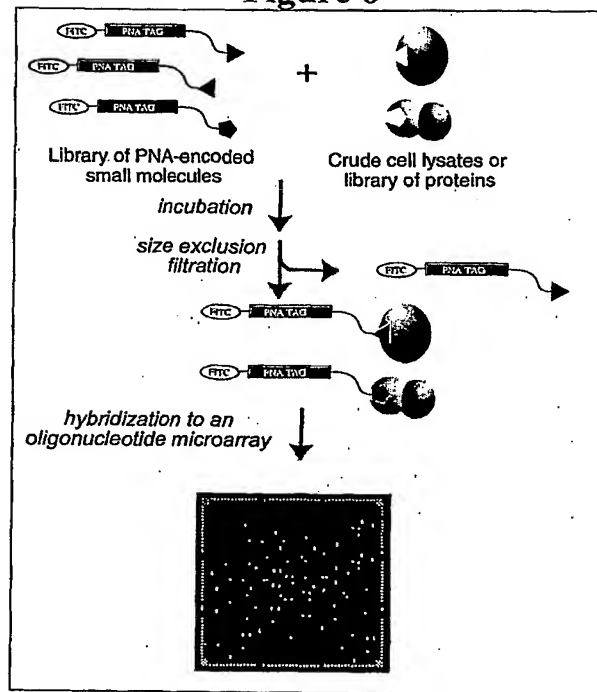 FITC PNA TAG
FITC PNA TAG
+
FITC PNA TAG
Library of PNA-encoded
small molecules
Crude cell lysates or
library of proteins
incubation
size exclusion
filtration
FITC PNA TAG
FITC PNA TAG
FITC PNA TAG
hybridization to an
oligonucleotide microarray